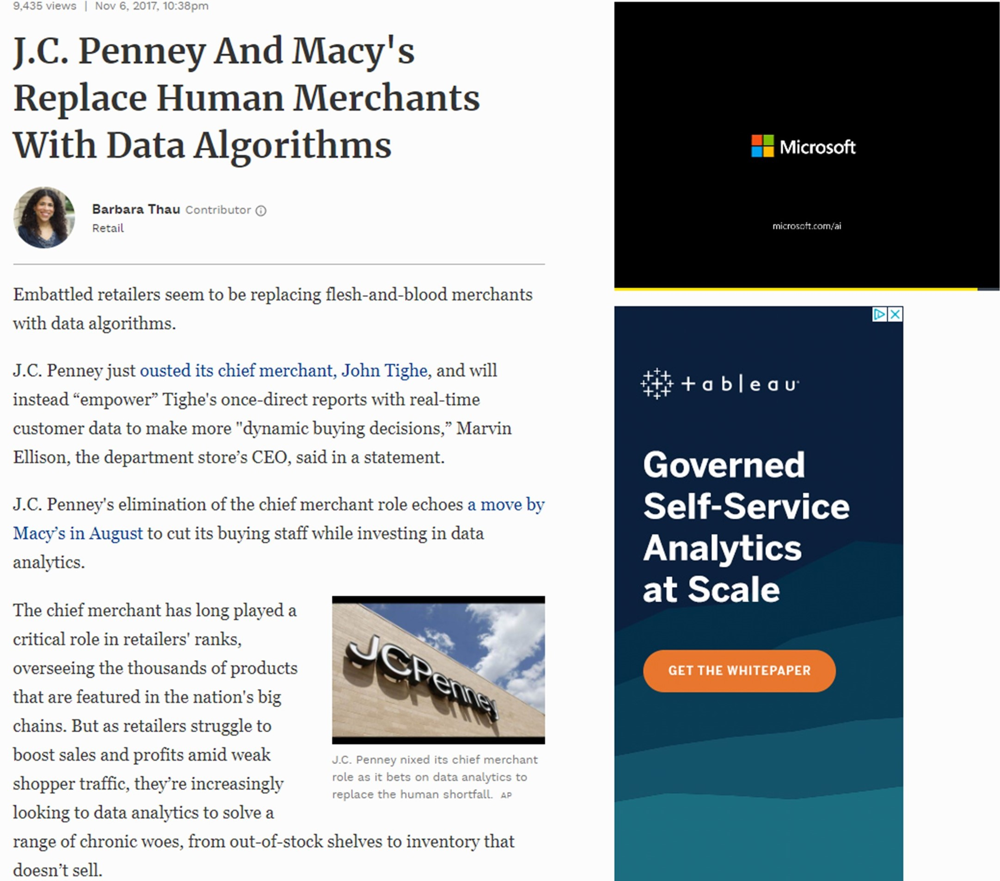 9,435 views | Nov 6, 2017, 10:38pm
J.C. Penney And Macy's
Replace Human Merchants
With Data Algorithms
Barbara Thau Contributor
Retail
Embattled retailers seem to be replacing flesh-and-blood merchants
with data algorithms.
J.C. Penney just ousted its chief merchant, John Tighe, and will
instead “empower” Tighe's once-direct reports with real-time
customer data to make more "dynamic buying decisions,” Marvin
Ellison, the department store’s CEO, said in a statement.
J.C. Penney's elimination of the chief merchant role echoes a move by
Macy’s in August to cut its buying staff while investing in data
analytics.
The chief merchant has long played a
critical role in retailers' ranks,
overseeing the thousands of products
that are featured in the nation's big
chains. But as retailers struggle to
boost sales and profits amid weak
shopper traffic, they’re increasingly
looking to data analytics to solve a
range of chronic woes, from out-of-stock shelves to inventory that
doesn’t sell.
JCPenney
J.C. Penney nixed its chief merchant
role as it bets on data analytics to
replace the human shortfall. AP
Microsoft
microsoft.com/ai
+ableau
Governed
Self-Service
Analytics
at Scale
GET THE WHITEPAPER